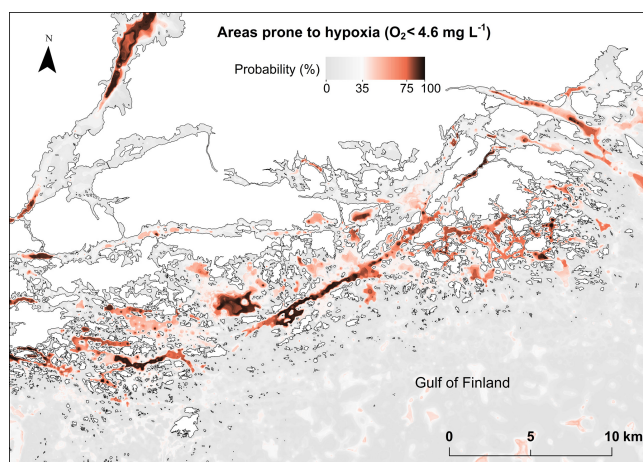 Areas prone to hypoxia (O₂< 4.6 mg L⁻¹)
N
Probability (%)
0 35 75 100
Gulf of Finland
0 5 10 km